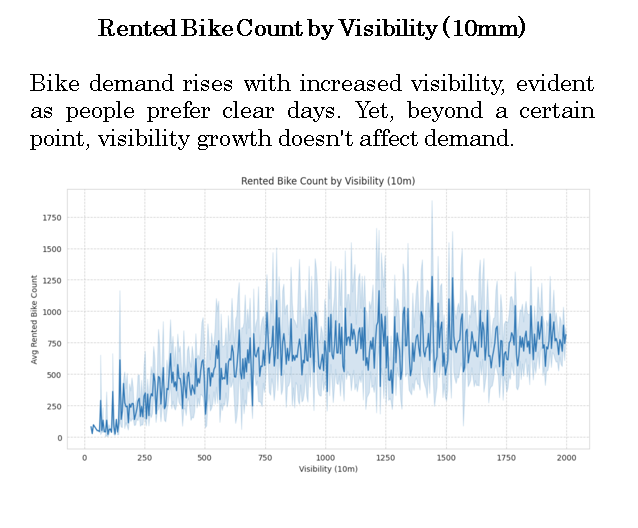 Rented Bike Count by Visibility (10mm)
Bike demand rises with increased visibility, evident
as people prefer clear days. Yet, beyond a certain
point, visibility growth doesn't affect demand.
Rented Bike Count by Visibility (10m)
Avg Rented Bike Count
1750
1500
1250
1000
750
500
250
0
0 250 500 750 1000 1250 1500 1750 2000
Visibility (10m)